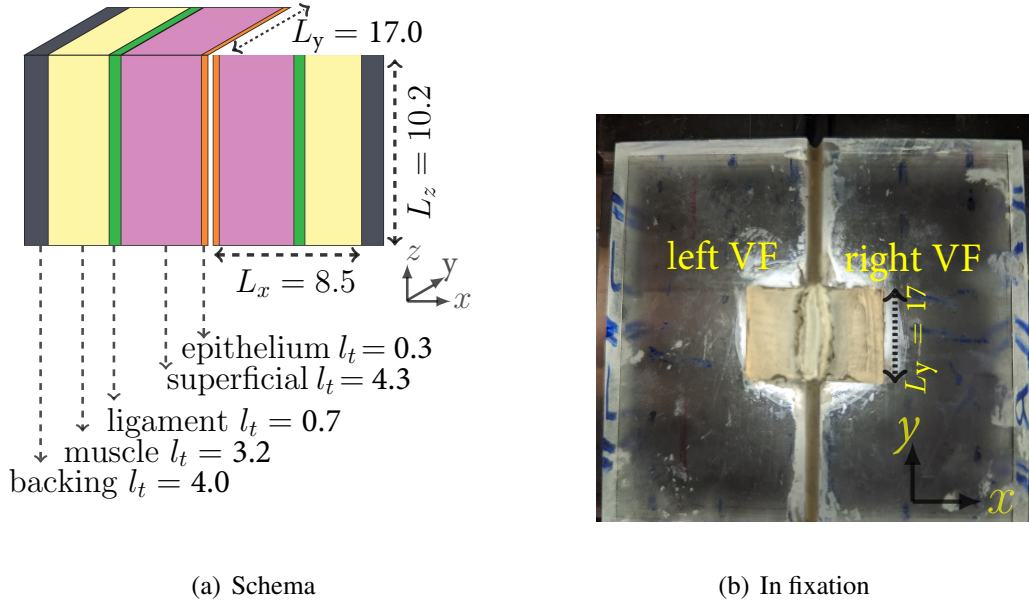 L_y = 17.0
L_z = 10.2
L_x = 8.5
z
y
x
epithelium l_t = 0.3
superficial l_t = 4.3
ligament l_t = 0.7
muscle l_t = 3.2
backing l_t = 4.0
(a) Schema
left VF
right VF
Ly = 17
y
x
(b) In fixation